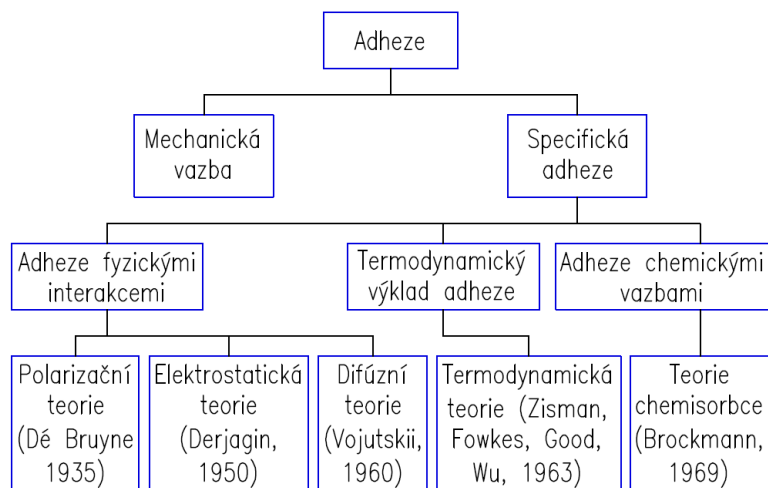 Adheze
Mechanická
vazba
Specifická
adheze
Adheze fyzickými
interakcemi
Termodynamický
výklad adheze
Adheze chemickými
vazbami
Polarizační
teorie
(Dé Bruyne
1935)
Elektrostatická
teorie
(Derjagin,
1950)
Difúzní
teorie
(Vojutskii,
1960)
Termodynamická
teorie (Zisman,
Fowkes, Good,
Wu, 1963)
Teorie
chemisorbce
(Brockmann,
1969)